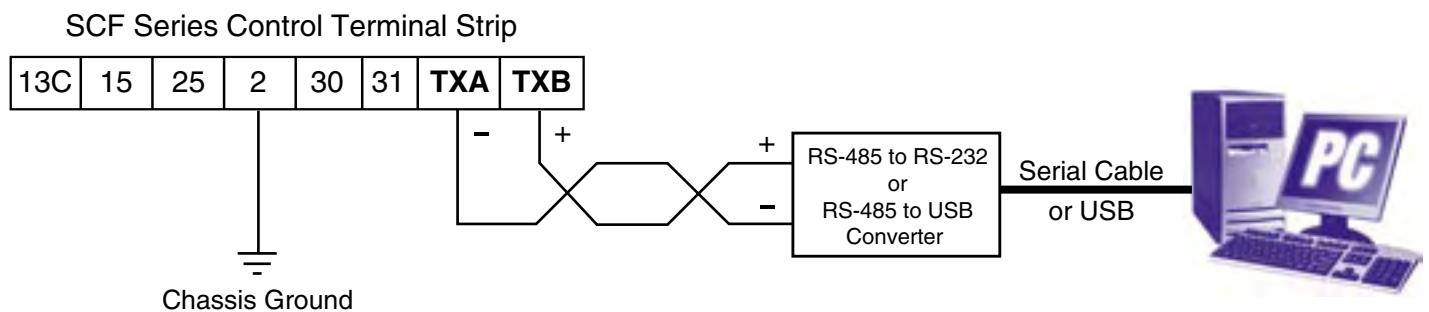 SCF Series Control Terminal Strip
13C 15 25 2 30 31 TXA TXB
- +
+
-
RS-485 to RS-232
or
RS-485 to USB
Converter
Serial Cable
or USB
PC
Chassis Ground